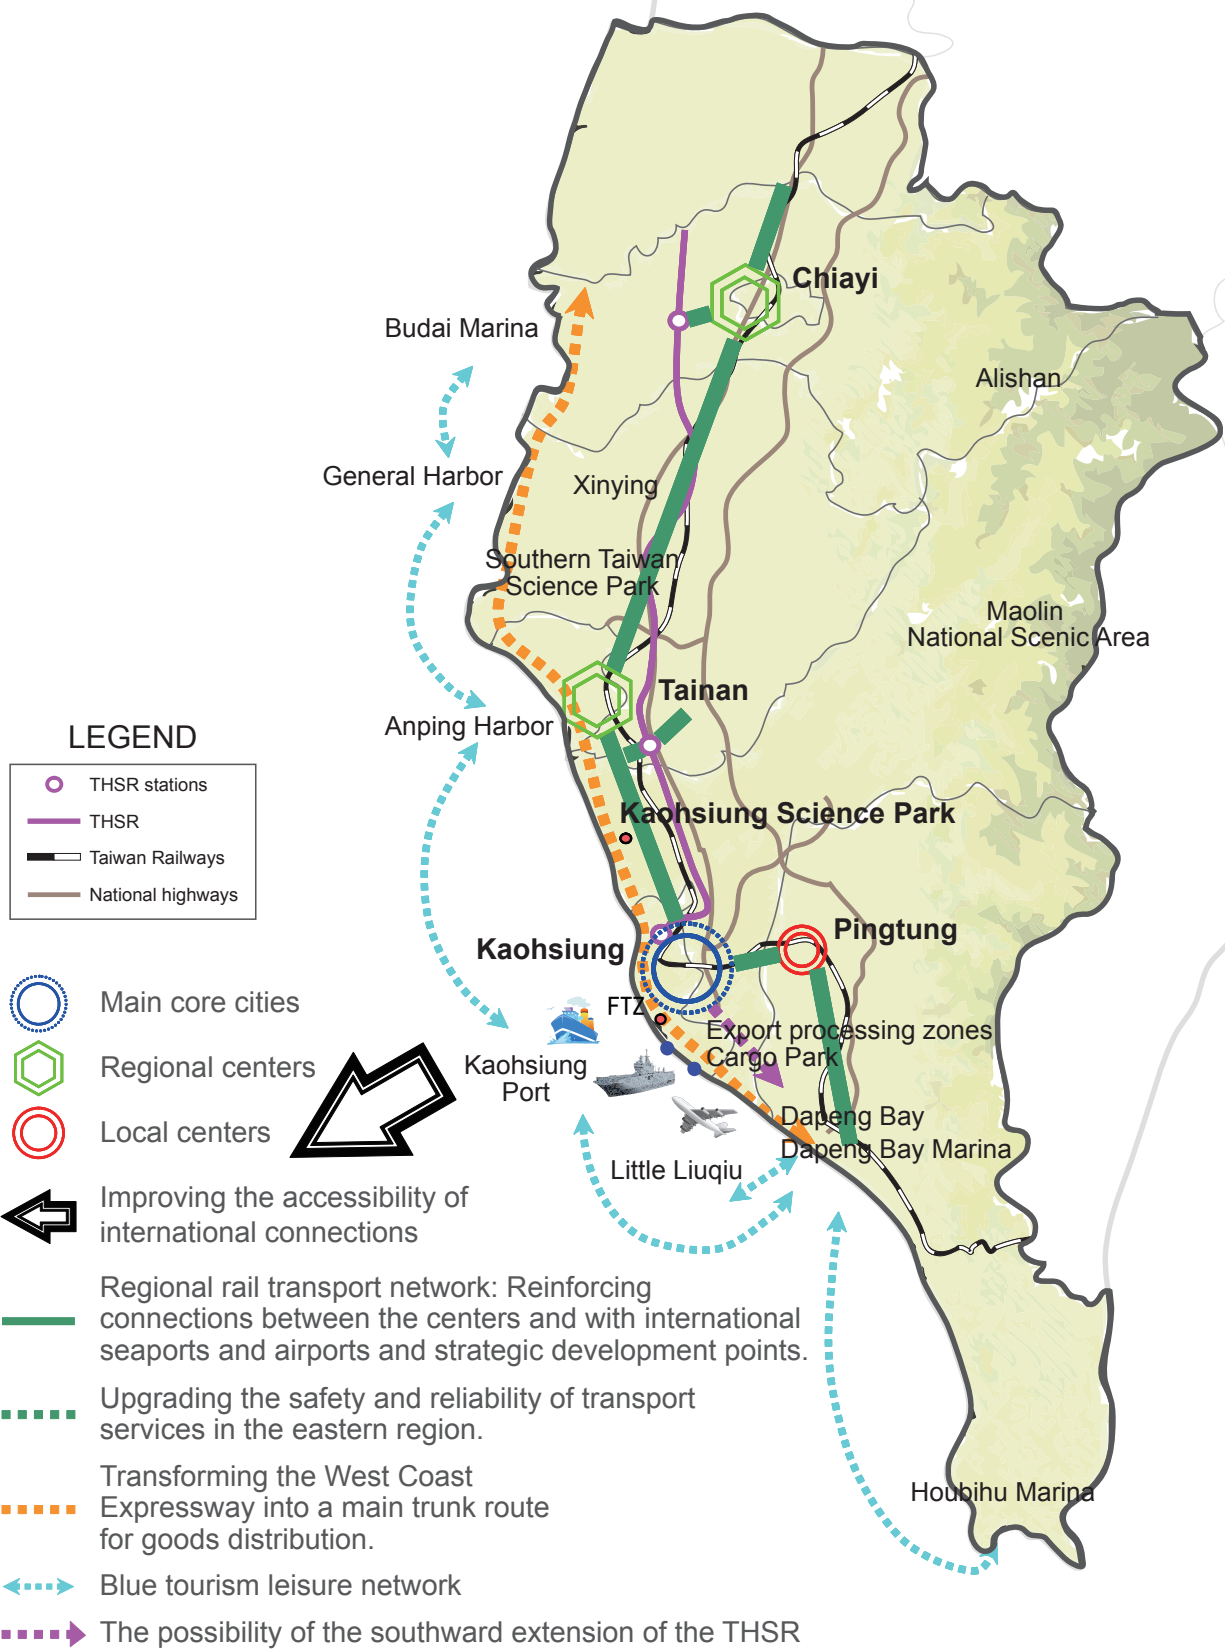 Chiayi
Budai Marina
Alishan
General Harbor
Xinying
Southern Taiwan
Science Park
Maolin
National Scenic Area
Tainan
Anping Harbor
LEGEND
THSR stations
THSR
Taiwan Railways
National highways
Kaohsiung Science Park
Pingtung
Kaohsiung
FTZ
Export processing zones
Cargo Park
Kaohsiung
Port
Dapeng Bay
Dapeng Bay Marina
Little Liuqiu
Houbihu Marina
Main core cities
Regional centers
Local centers
Improving the accessibility of
international connections
Regional rail transport network: Reinforcing
connections between the centers and with international
seaports and airports and strategic development points.
Upgrading the safety and reliability of transport
services in the eastern region.
Transforming the West Coast
Expressway into a main trunk route
for goods distribution.
Blue tourism leisure network
The possibility of the southward extension of the THSR